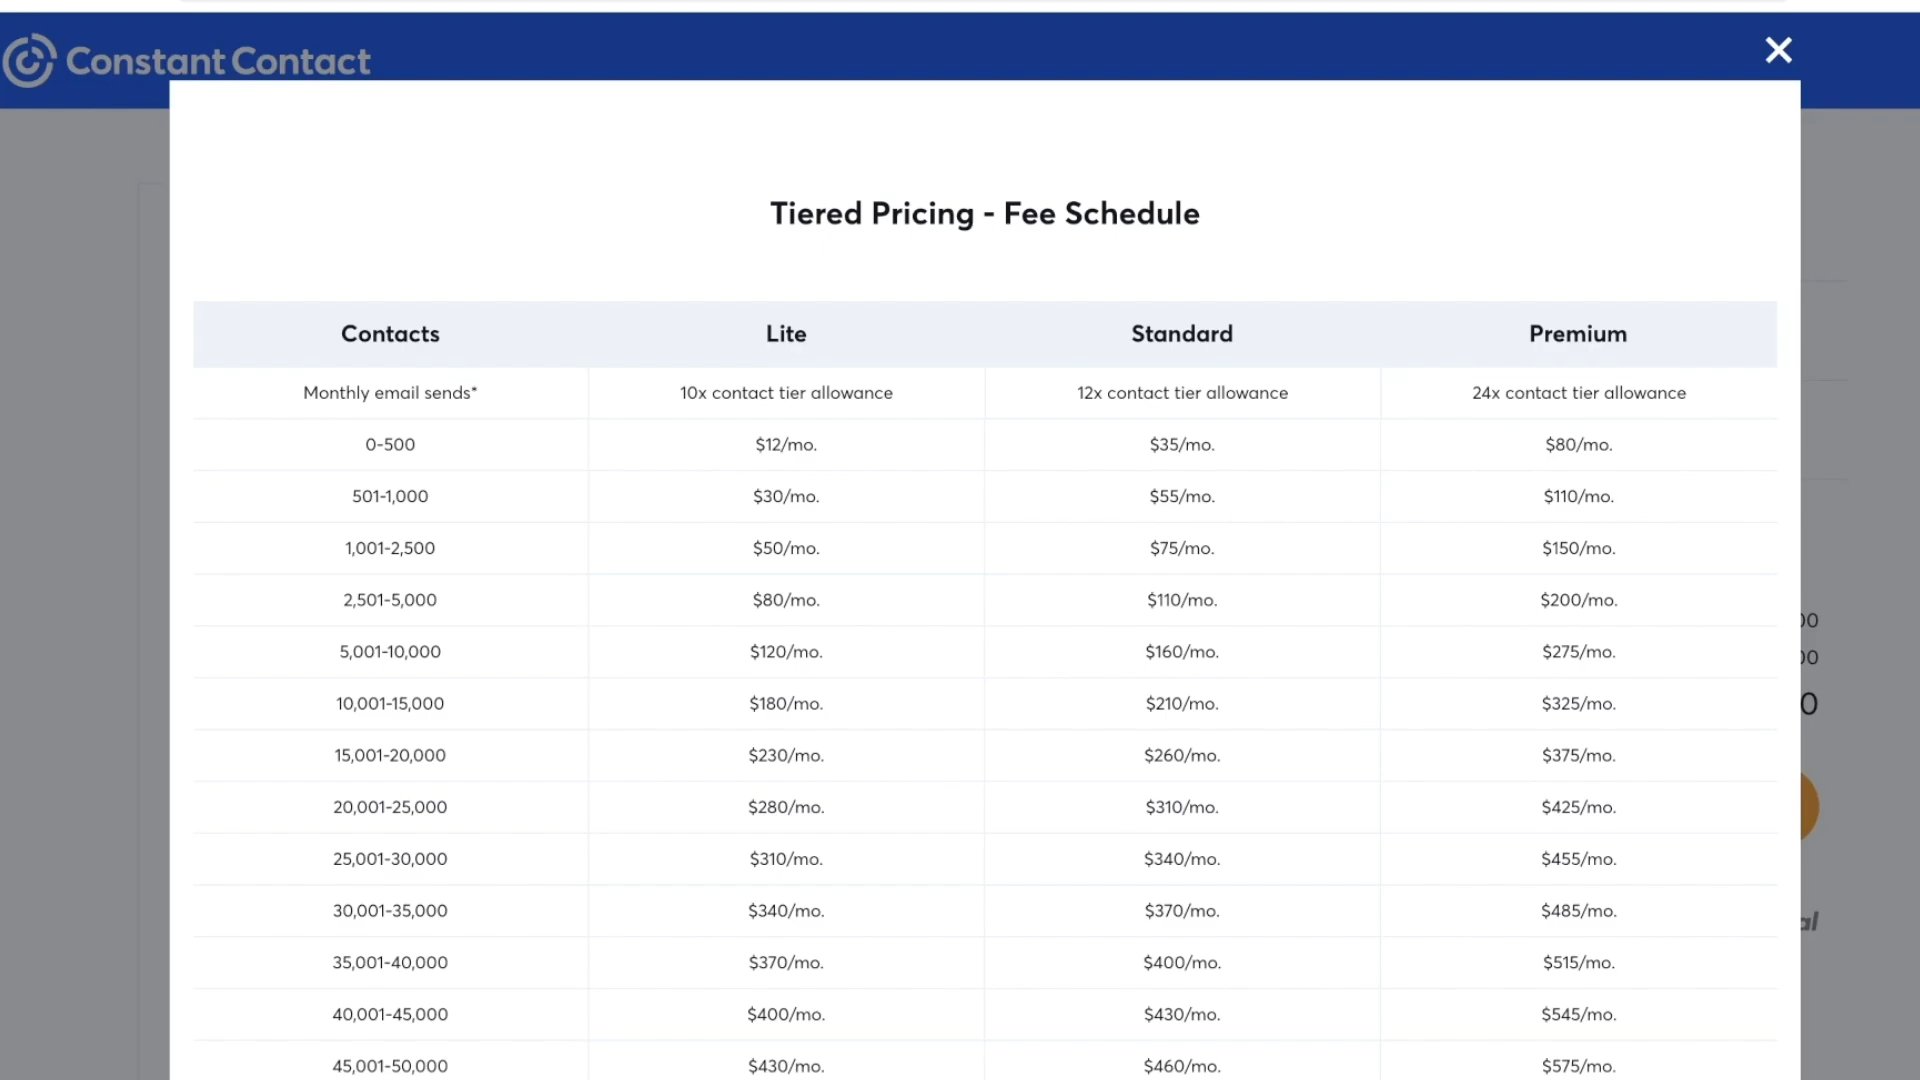 Constant Contact
Tiered Pricing - Fee Schedule
Contacts Lite Standard Premium
Monthly email sends* 10x contact tier allowance 12x contact tier allowance 24x contact tier allowance
0-500 $12/mo. $35/mo. $80/mo.
501-1,000 $30/mo. $55/mo. $110/mo.
1,001-2,500 $50/mo. $75/mo. $150/mo.
2,501-5,000 $80/mo. $110/mo. $200/mo.
5,001-10,000 $120/mo. $160/mo. $275/mo.
10,001-15,000 $180/mo. $210/mo. $325/mo.
15,001-20,000 $230/mo. $260/mo. $375/mo.
20,001-25,000 $280/mo. $310/mo. $425/mo.
25,001-30,000 $310/mo. $340/mo. $455/mo.
30,001-35,000 $340/mo. $370/mo. $485/mo.
35,001-40,000 $370/mo. $400/mo. $515/mo.
40,001-45,000 $400/mo. $430/mo. $545/mo.
45,001-50,000 $430/mo. $460/mo. $575/mo.